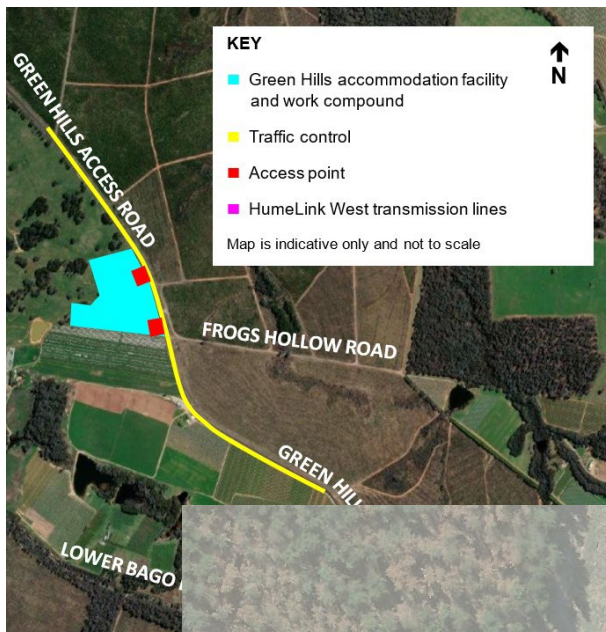 KEY
N
Green Hills accommodation facility
and work compound
Traffic control
Access point
HumeLink West transmission lines
Map is indicative only and not to scale
GREEN HILLS ACCESS ROAD
FROGS HOLLOW ROAD
GREEN
LOWER BAGO